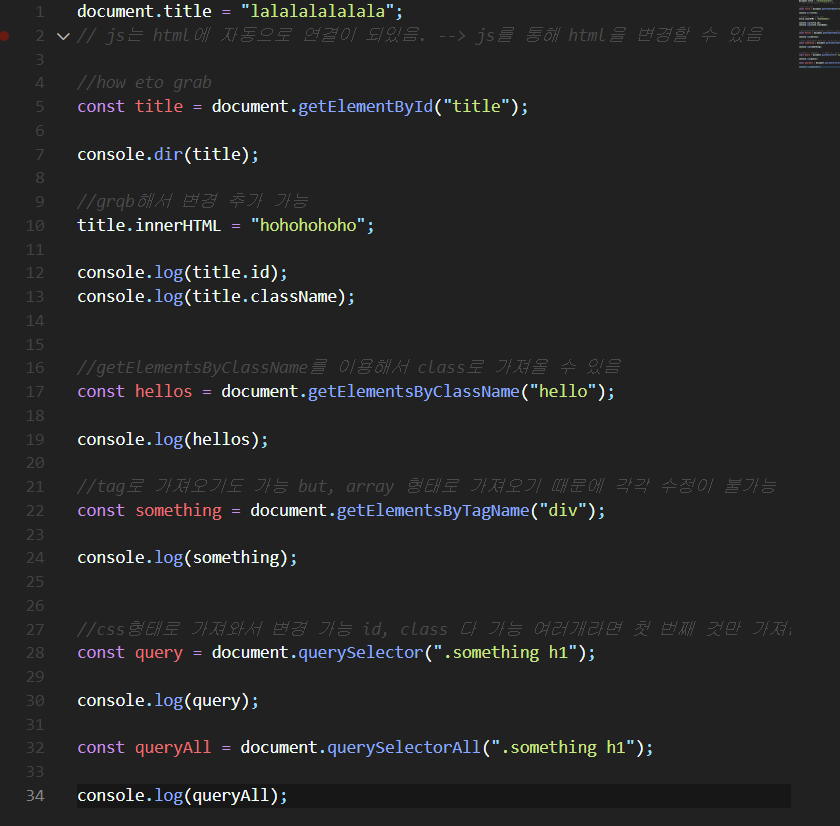 1 document.title = "lalalalalalala";
2 // js는 html에 자동으로 연결이 되있음. --> js를 통해 html을 변경할 수 있음
3
4 //how eto grab
5 const title = document.getElementById("title");
6
7 console.dir(title);
8
9 //grqb해서 변경 추가 가능
10 title.innerHTML = "hohohohoho";
11
12 console.log(title.id);
13 console.log(title.className);
14
15
16 //getElementsByClassName를 이용해서 class로 가져올 수 있음
17 const hellos = document.getElementsByClassName("hello");
18
19 console.log(hellos);
20
21 //tag로 가져오기도 가능 but, array 형태로 가져오기 때문에 각각 수정이 불가능
22 const something = document.getElementsByTagName("div");
23
24 console.log(something);
25
26
27 //css형태로 가져와서 변경 가능 id, class 다 가능 여러개라면 첫 번째 것만 가져
28 const query = document.querySelector(".something h1");
29
30 console.log(query);
31
32 const queryAll = document.querySelectorAll(".something h1");
33
34 console.log(queryAll);